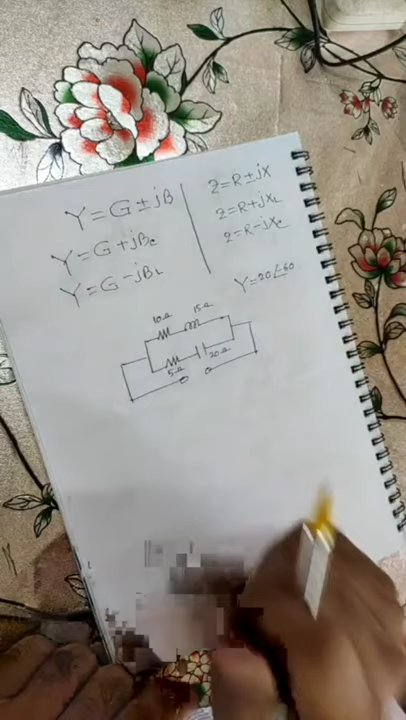 Y=G±jB
Y=G+jBc
Y=G-jBL
Z=R±jX
Z=R+jXL
Z=R-jXc
Y=20∠-60
10Ω 15Ω
5Ω 20Ω